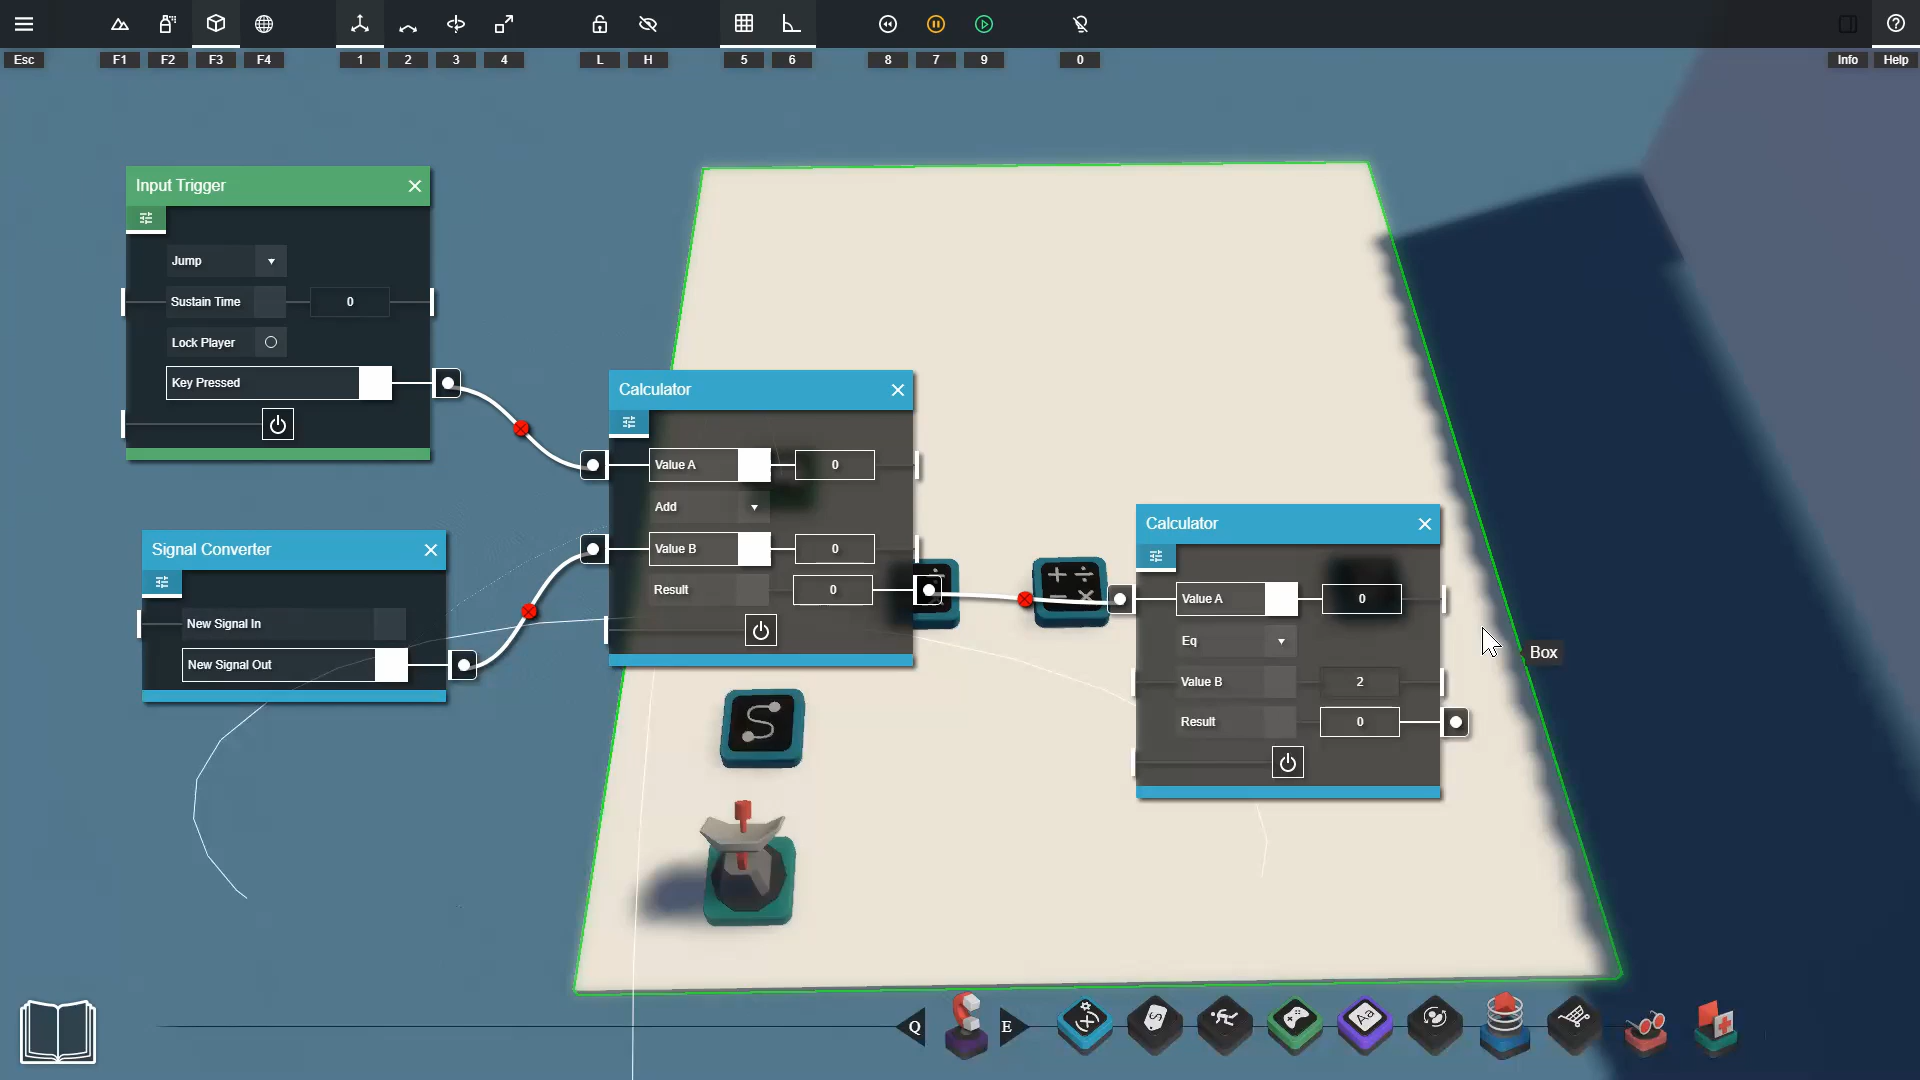 Esc
F1 F2 F3 F4 1 2 3 4 L H 5 6 8 7 9 0 Info Help
Input Trigger
Jump
Sustain Time 0
Lock Player
Key Pressed
Calculator
Value A 0
Add
Value B 0
Result 0
Signal Converter
New Signal In
New Signal Out
Calculator
Value A 0
Eq
Value B 2
Result 0
Box
Q E
Aa